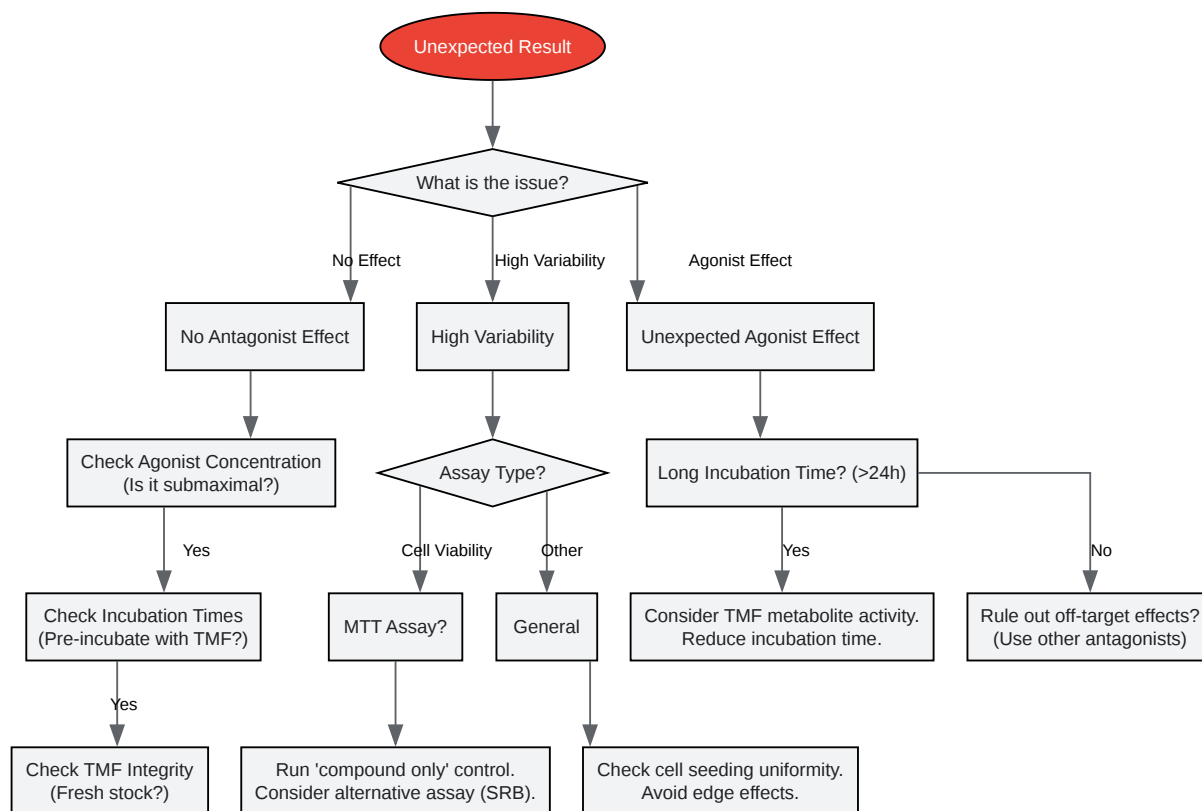 Unexpected Result
What is the issue?
No Effect
High Variability
Agonist Effect
No Antagonist Effect
High Variability
Unexpected Agonist Effect
Check Agonist Concentration
(Is it submaximal?)
Assay Type?
Long Incubation Time? (>24h)
Yes
Cell Viability
Other
Yes
No
Check Incubation Times
(Pre-incubate with TMF?)
MTT Assay?
General
Consider TMF metabolite activity.
Reduce incubation time.
Rule out off-target effects?
(Use other antagonists)
Yes
Check TMF Integrity
(Fresh stock?)
Run 'compound only' control.
Consider alternative assay (SRB).
Check cell seeding uniformity.
Avoid edge effects.